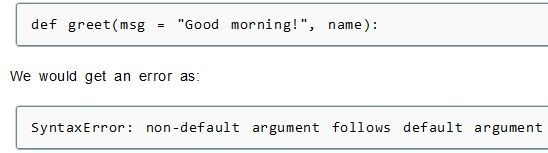 def greet(msg = "Good morning!", name):
We would get an error as:
SyntaxError: non-default argument follows default argument